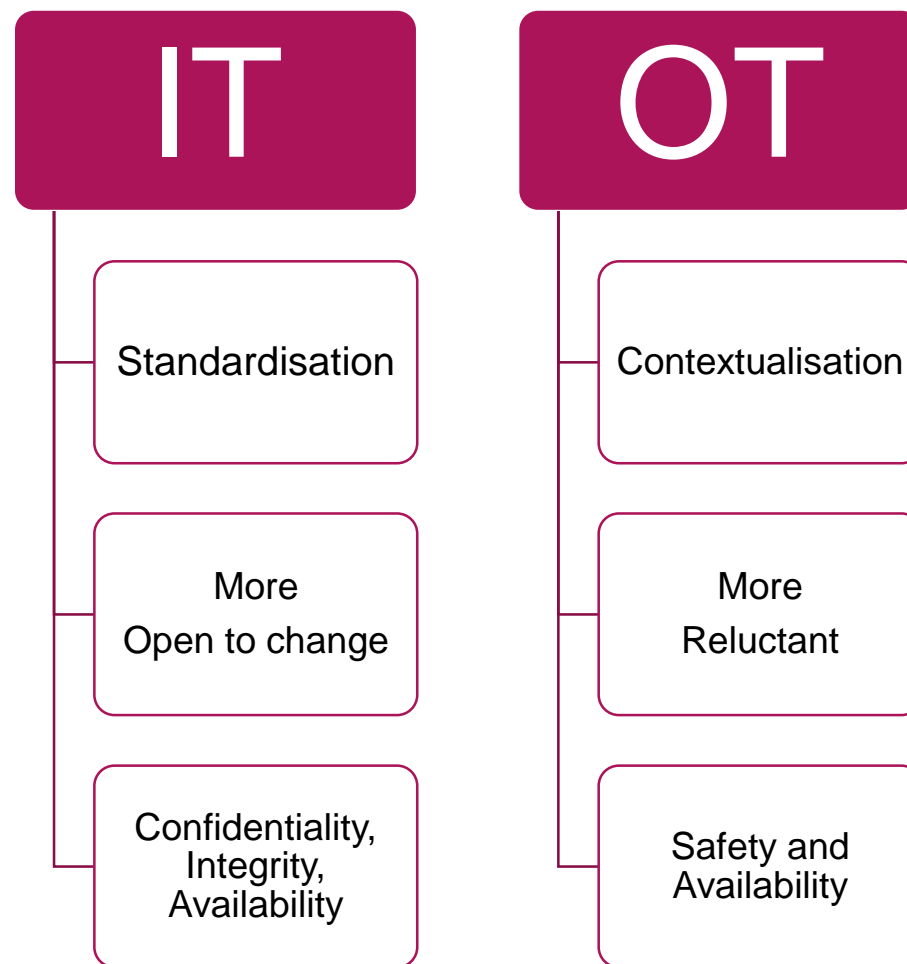 IT
Standardisation
More
Open to change
Confidentiality,
Integrity,
Availability
OT
Contextualisation
More
Reluctant
Safety and
Availability